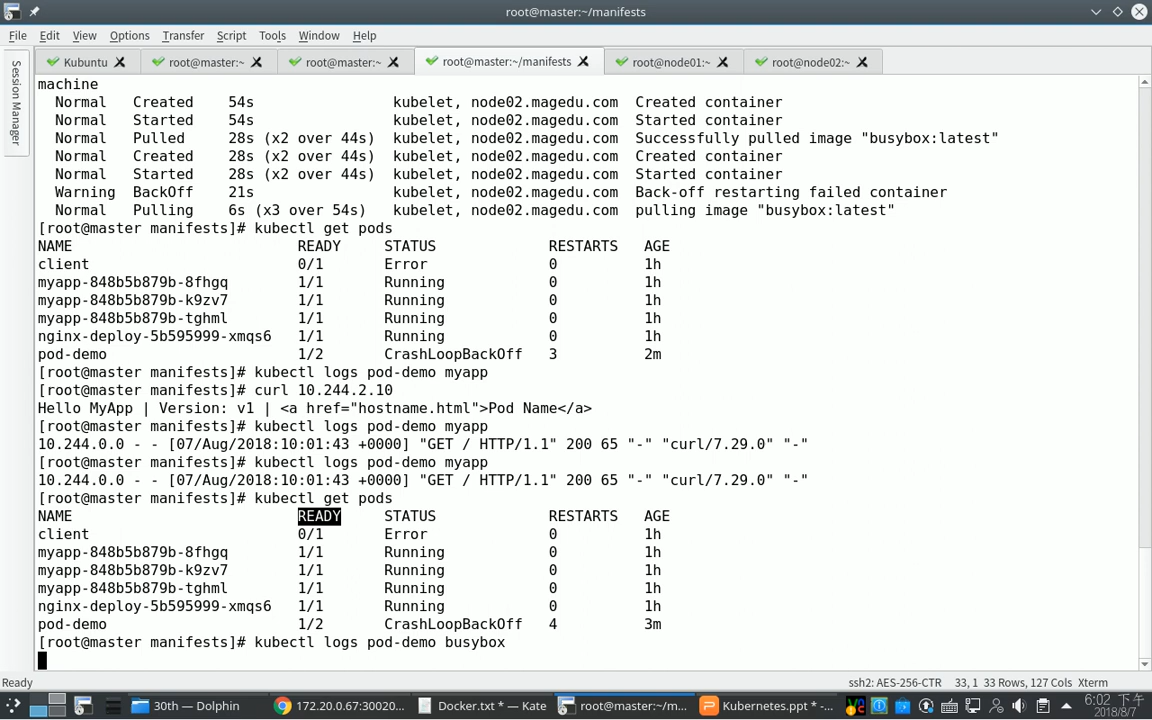 root@master:~/manifests
File Edit View Options Transfer Script Tools Window Help
Kubuntu root@master:~ root@master:~ root@master:~/manifests root@node01:~ root@node02:~
Session Manager
machine
Normal Created 54s kubelet, node02.magedu.com Created container
Normal Started 54s kubelet, node02.magedu.com Started container
Normal Pulled 28s (x2 over 44s) kubelet, node02.magedu.com Successfully pulled image "busybox:latest"
Normal Created 28s (x2 over 44s) kubelet, node02.magedu.com Created container
Normal Started 28s (x2 over 44s) kubelet, node02.magedu.com Started container
Warning BackOff 21s kubelet, node02.magedu.com Back-off restarting failed container
Normal Pulling 6s (x3 over 54s) kubelet, node02.magedu.com pulling image "busybox:latest"
[root@master manifests]# kubectl get pods
NAME READY STATUS RESTARTS AGE
client 0/1 Error 0 1h
myapp-848b5b879b-8fhgq 1/1 Running 0 1h
myapp-848b5b879b-k9zv7 1/1 Running 0 1h
myapp-848b5b879b-tghml 1/1 Running 0 1h
nginx-deploy-5b595999-xmqs6 1/1 Running 0 1h
pod-demo 1/2 CrashLoopBackOff 3 2m
[root@master manifests]# kubectl logs pod-demo myapp
[root@master manifests]# curl 10.244.2.10
Hello MyApp | Version: v1 | <a href="hostname.html">Pod Name</a>
[root@master manifests]# kubectl logs pod-demo myapp
10.244.0.0 - - [07/Aug/2018:10:01:43 +0000] "GET / HTTP/1.1" 200 65 "-" "curl/7.29.0" "-"
[root@master manifests]# kubectl logs pod-demo myapp
10.244.0.0 - - [07/Aug/2018:10:01:43 +0000] "GET / HTTP/1.1" 200 65 "-" "curl/7.29.0" "-"
[root@master manifests]# kubectl get pods
NAME READY STATUS RESTARTS AGE
client 0/1 Error 0 1h
myapp-848b5b879b-8fhgq 1/1 Running 0 1h
myapp-848b5b879b-k9zv7 1/1 Running 0 1h
myapp-848b5b879b-tghml 1/1 Running 0 1h
nginx-deploy-5b595999-xmqs6 1/1 Running 0 1h
pod-demo 1/2 CrashLoopBackOff 4 3m
[root@master manifests]# kubectl logs pod-demo busybox
Ready ssh2: AES-256-CTR 33, 1 33 Rows, 127 Cols Xterm
30th — Dolphin 172.20.0.67:30020... Docker.txt * — Kate root@master:~/m... Kubernetes.ppt * -... 6:02 下午
2018/8/7